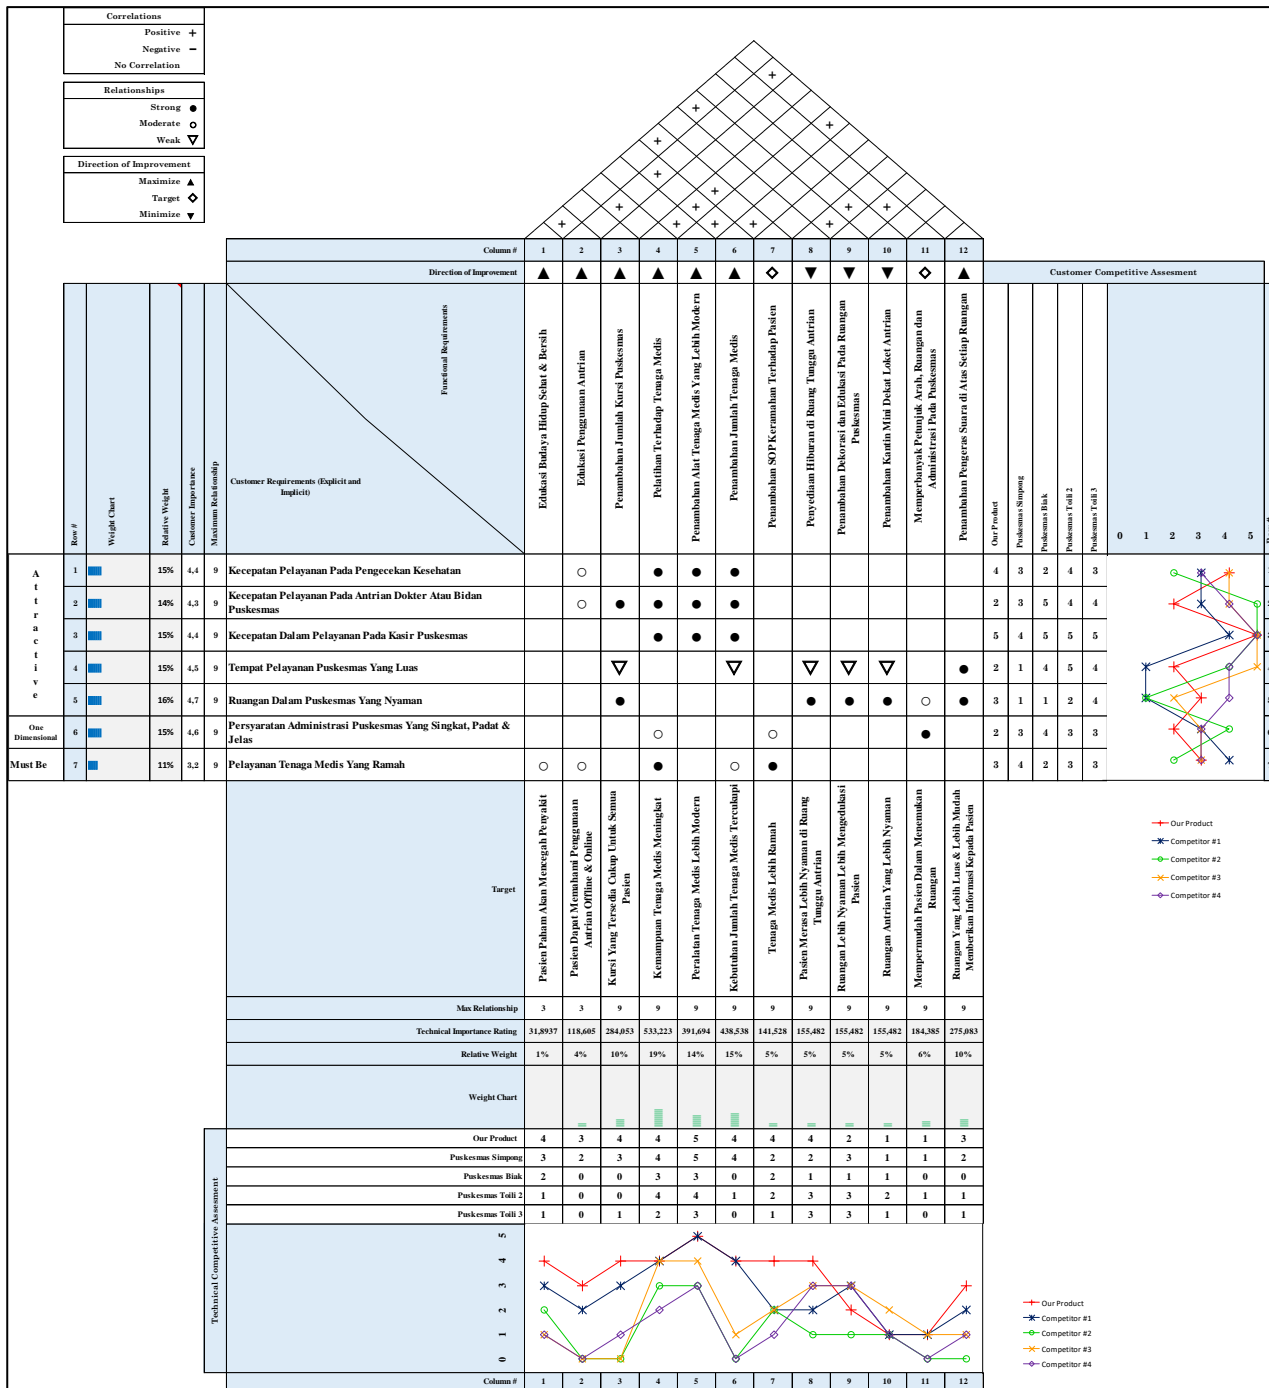 Correlations
Positive +
Negative −
No Correlation
Relationships
Strong ●
Moderate ○
Weak ▽
Direction of Improvement
Maximize ▲
Target ◇
Minimize ▼
Column # 1 2 3 4 5 6 7 8 9 10 11 12
Direction of Improvement ▲ ▲ ▲ ▲ ▲ ▲ ◇ ▼ ▼ ▼ ◇ ▲
Customer Competitive Assesment
Row #
Weight Chart
Relative Weight
Customer Importance
Maximum Relationship
Customer Requirements (Explicit and
Implicit)
Functional Requirements
Edukasi Budaya Hidup Sehat & Bersih
Edukasi Penggunaan Antrian
Penambahan Jumlah Kursi Puskesmas
Pelatihan Terhadap Tenaga Medis
Penambahan Alat Tenaga Medis Yang Lebih Modern
Penambahan Jumlah Tenaga Medis
Penambahan SOP Keramahan Terhadap Pasien
Penyediaan Hiburan di Ruang Tunggu Antrian
Penambahan Dekorasi dan Edukasi Pada Ruangan
Puskesmas
Penambahan Kantin Mini Dekat Loket Antrian
Memperbanyak Petunjuk Arah, Ruangan dan
Administrasi Pada Puskesmas
Penambahan Pengeras Suara di Atas Setiap Ruangan
Our Product
Puskesmas Simpong
Puskesmas Biak
Puskesmas Toili 2
Puskesmas Toili 3
0 1 2 3 4 5
Attractive
1 15% 4,4 9 Kecepatan Pelayanan Pada Pengecekan Kesehatan ○ ● ● ● 4 3 2 4 3
2 14% 4,3 9 Kecepatan Pelayanan Pada Antrian Dokter Atau Bidan
Puskesmas ○ ● ● ● ● 2 3 5 4 4
3 15% 4,4 9 Kecepatan Dalam Pelayanan Pada Kasir Puskesmas ● ● ● 5 4 5 5 5
4 15% 4,5 9 Tempat Pelayanan Puskesmas Yang Luas ▽ ▽ ▽ ▽ ▽ ● 2 1 4 5 4
5 16% 4,7 9 Ruangan Dalam Puskesmas Yang Nyaman ● ● ● ● ○ ● 3 1 1 2 4
One
Dimensional
6 15% 4,6 9 Persyaratan Administrasi Puskesmas Yang Singkat, Padat &
Jelas ○ ○ ● 2 3 4 3 3
Must Be 7 11% 3,2 9 Pelayanan Tenaga Medis Yang Ramah ○ ○ ● ○ ● 3 4 2 3 3
Target
Pasien Paham Akan Mencegah Penyakit
Pasien Dapat Memahami Penggunaan
Antrian Offline & Online
Kursi Yang Tersedia Cukup Untuk Semua
Pasien
Kemampuan Tenaga Medis Meningkat
Peralatan Tenaga Medis Lebih Modern
Kebutuhan Jumlah Tenaga Medis Tercukupi
Tenaga Medis Lebih Ramah
Pasien Merasa Lebih Nyaman di Ruang
Tunggu Antrian
Ruangan Lebih Nyaman Lebih Mengedukasi
Pasien
Ruangan Antrian Yang Lebih Nyaman
Mempermudah Pasien Dalam Menemukan
Ruangan
Ruangan Yang Lebih Luas & Lebih Mudah
Memberikan Informasi Kepada Pasien
Our Product
Competitor #1
Competitor #2
Competitor #3
Competitor #4
Max Relationship 3 3 9 9 9 9 9 9 9 9 9 9
Technical Importance Rating 31,8937 118,605 284,053 533,223 391,694 438,538 141,528 155,482 155,482 155,482 184,385 275,083
Relative Weight 1% 4% 10% 19% 14% 15% 5% 5% 5% 5% 6% 10%
Weight Chart
Technical Competitive Assesment
Our Product 4 3 4 4 5 4 4 4 2 1 1 3
Puskesmas Simpong 3 2 3 4 5 4 2 2 3 1 1 2
Puskesmas Biak 2 0 0 3 3 0 2 1 1 1 0 0
Puskesmas Toili 2 1 0 0 4 4 1 2 3 3 2 1 1
Puskesmas Toili 3 1 0 1 2 3 0 1 3 3 1 0 1
5
4
3
2
1
0
Our Product
Competitor #1
Competitor #2
Competitor #3
Competitor #4
Column # 1 2 3 4 5 6 7 8 9 10 11 12